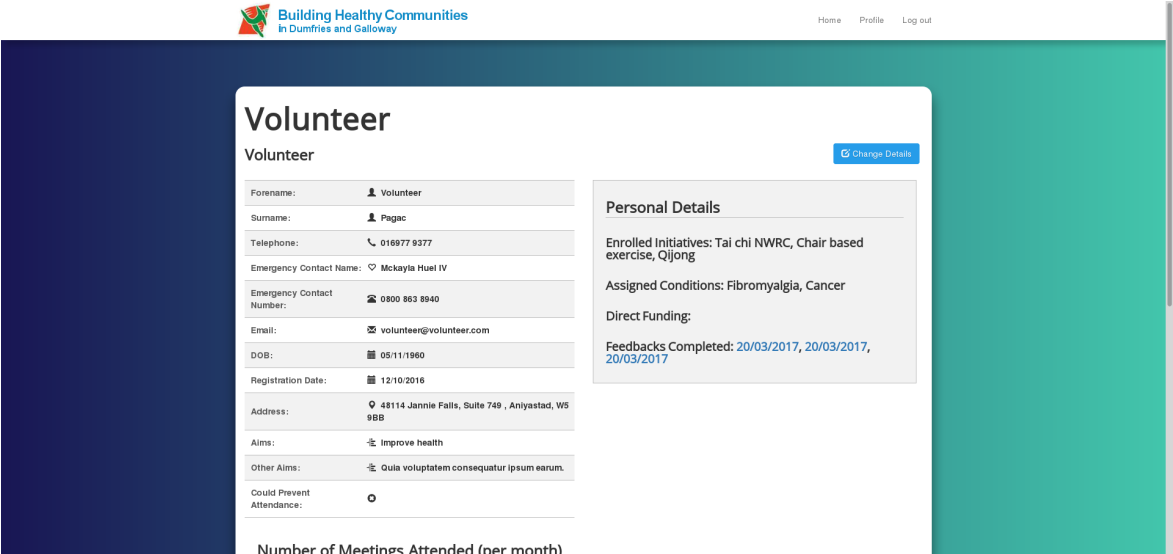 Building Healthy Communities
in Dumfries and Galloway
Home Profile Log out
Volunteer
Volunteer
Change Details
Forename: Volunteer
Surname: Pagac
Telephone: 016977 9377
Emergency Contact Name: Mckayla Huel IV
Emergency Contact
Number:
0800 863 8940
Email: volunteer@volunteer.com
DOB: 05/11/1960
Registration Date: 12/10/2016
Address:
48114 Jannie Falls, Suite 749 , Aniyastad, W5
9BB
Aims: Improve health
Other Aims: Quia voluptatem consequatur ipsum earum.
Could Prevent
Attendance:
Personal Details
Enrolled Initiatives: Tai chi NWRC, Chair based
exercise, Qijong
Assigned Conditions: Fibromyalgia, Cancer
Direct Funding:
Feedbacks Completed: 20/03/2017, 20/03/2017,
20/03/2017
Number of Meetings Attended (per month)